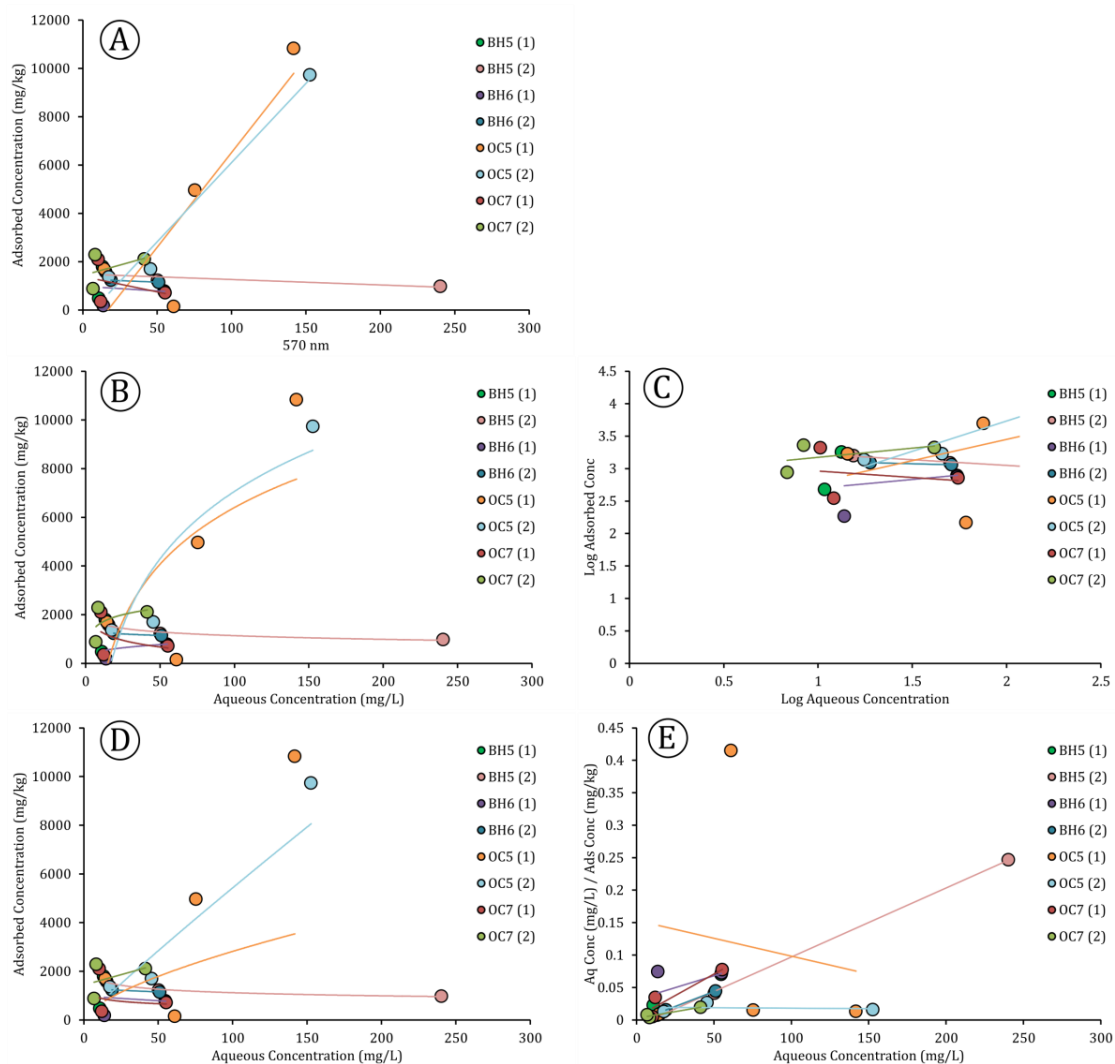 A
12000
10000
8000
6000
4000
2000
0
Adsorbed Concentration (mg/kg)
0 50 100 150 200 250 300
570 nm
BH5 (1)
BH5 (2)
BH6 (1)
BH6 (2)
OC5 (1)
OC5 (2)
OC7 (1)
OC7 (2)
B
12000
10000
8000
6000
4000
2000
0
Adsorbed Concentration (mg/kg)
0 50 100 150 200 250 300
Aqueous Concentration (mg/L)
BH5 (1)
BH5 (2)
BH6 (1)
BH6 (2)
OC5 (1)
OC5 (2)
OC7 (1)
OC7 (2)
C
4.5
4
3.5
3
2.5
2
1.5
1
0.5
0
Log Adsorbed Conc
0 0.5 1 1.5 2 2.5
Log Aqueous Concentration
BH5 (1)
BH5 (2)
BH6 (1)
BH6 (2)
OC5 (1)
OC5 (2)
OC7 (1)
OC7 (2)
D
12000
10000
8000
6000
4000
2000
0
Adsorbed Concentration (mg/kg)
0 50 100 150 200 250 300
Aqueous Concentration (mg/L)
BH5 (1)
BH5 (2)
BH6 (1)
BH6 (2)
OC5 (1)
OC5 (2)
OC7 (1)
OC7 (2)
E
0.45
0.4
0.35
0.3
0.25
0.2
0.15
0.1
0.05
0
Aq Conc (mg/L) / Ads Conc (mg/kg)
0 50 100 150 200 250 300
Aqueous Concentration (mg/L)
BH5 (1)
BH5 (2)
BH6 (1)
BH6 (2)
OC5 (1)
OC5 (2)
OC7 (1)
OC7 (2)